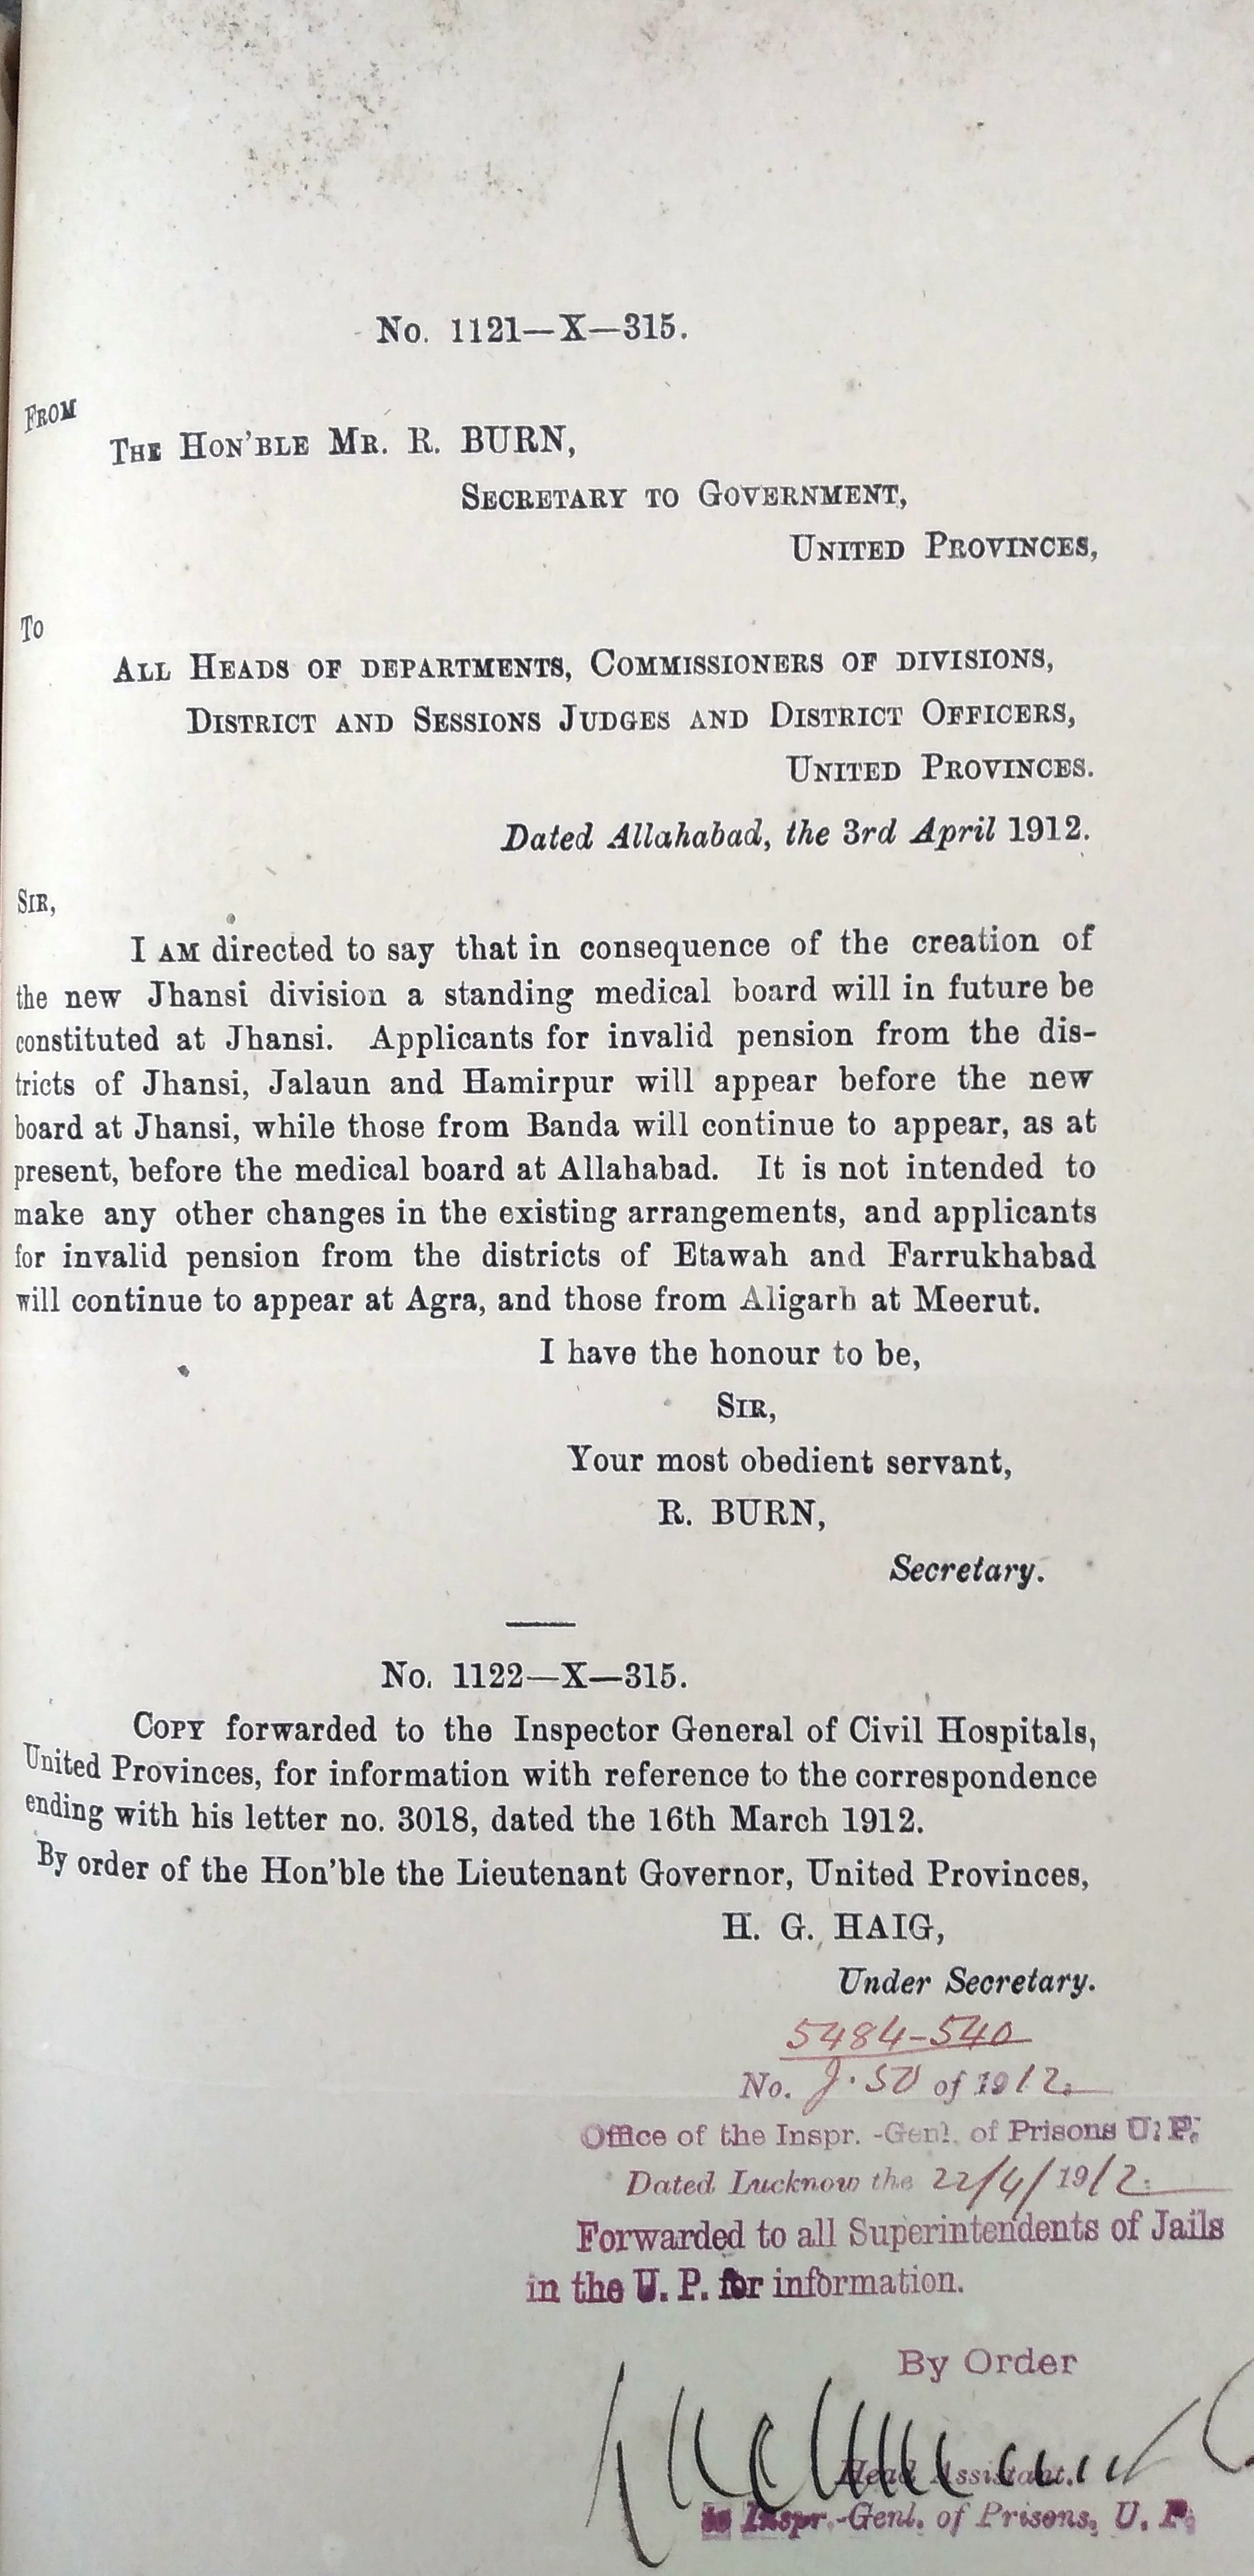 No. 1121—X—315.
FROM
THE HON'BLE MR. R. BURN,
SECRETARY TO GOVERNMENT,
UNITED PROVINCES,
TO
ALL HEADS OF DEPARTMENTS, COMMISSIONERS OF DIVISIONS,
DISTRICT AND SESSIONS JUDGES AND DISTRICT OFFICERS,
UNITED PROVINCES.
Dated Allahabad, the 3rd April 1912.
SIR,
I AM directed to say that in consequence of the creation of
the new Jhansi division a standing medical board will in future be
constituted at Jhansi. Applicants for invalid pension from the dis-
tricts of Jhansi, Jalaun and Hamirpur will appear before the new
board at Jhansi, while those from Banda will continue to appear, as at
present, before the medical board at Allahabad. It is not intended to
make any other changes in the existing arrangements, and applicants
for invalid pension from the districts of Etawah and Farrukhabad
will continue to appear at Agra, and those from Aligarh at Meerut.
I have the honour to be,
SIR,
Your most obedient servant,
R. BURN,
Secretary.
No. 1122—X—315.
COPY forwarded to the Inspector General of Civil Hospitals,
United Provinces, for information with reference to the correspondence
ending with his letter no. 3018, dated the 16th March 1912.
By order of the Hon'ble the Lieutenant Governor, United Provinces,
H. G. HAIG,
Under Secretary.
5484-540
No. J.50 of 1912.
Office of the Inspr.-Genl. of Prisons U. P.
Dated Lucknow the 22/4/1912.
Forwarded to all Superintendents of Jails
in the U. P. for information.
By Order
Head Assistant.
to Inspr.-Genl. of Prisons, U. P.